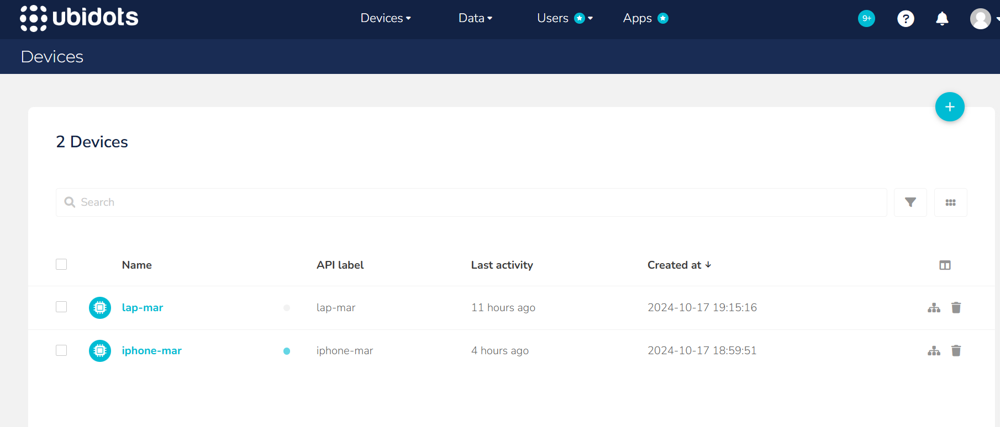 ubidots
Devices
Data
Users
Apps
9+
?
Devices
2 Devices
Search
Name API label Last activity Created at ↓
lap-mar lap-mar 11 hours ago 2024-10-17 19:15:16
iphone-mar iphone-mar 4 hours ago 2024-10-17 18:59:51